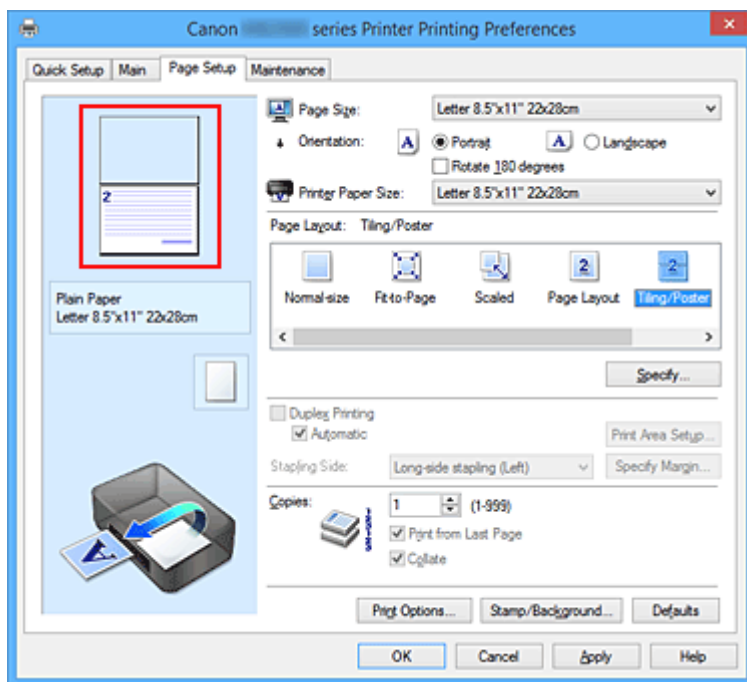 Canon series Printer Printing Preferences
Quick Setup Main Page Setup Maintenance
2
Plain Paper
Letter 8.5"x11" 22x28cm
A
Page Size: Letter 8.5"x11" 22x28cm
Orientation: A Portrait A Landscape
Rotate 180 degrees
Printer Paper Size: Letter 8.5"x11" 22x28cm
Page Layout: Tiling/Poster
2 2
Normal-size Fit-to-Page Scaled Page Layout Tiling/Poster
Specify...
Duplex Printing
Automatic Print Area Setup...
Stapling Side: Long-side stapling (Left) Specify Margin...
Copies: 1 (1-999)
Print from Last Page
Collate
Print Options... Stamp/Background... Defaults
OK Cancel Apply Help